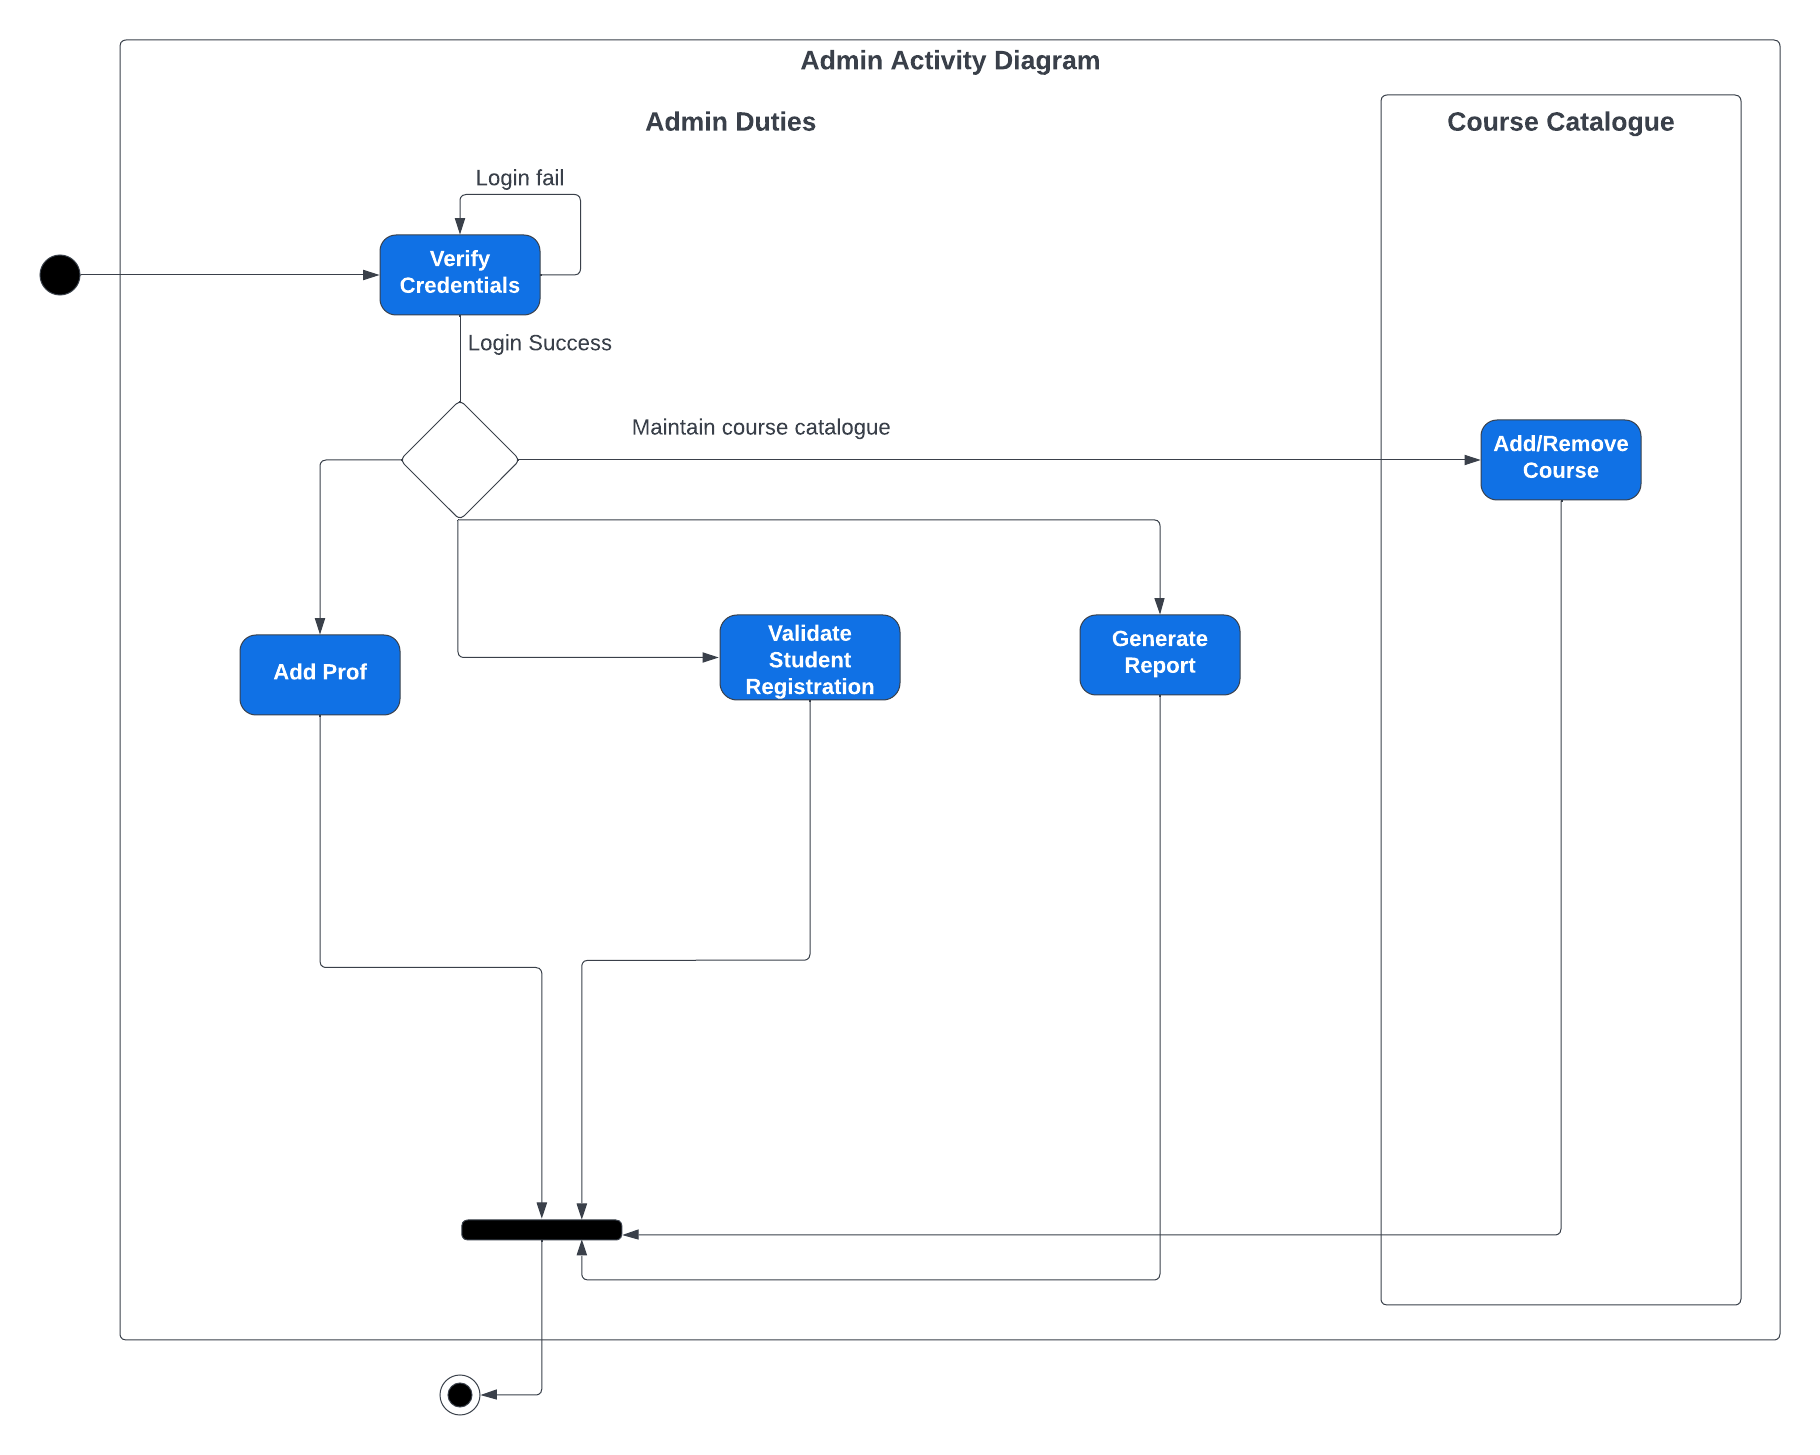 Admin Activity Diagram
Admin Duties
Course Catalogue
Login fail
Verify
Credentials
Login Success
Maintain course catalogue
Add/Remove
Course
Add Prof
Validate
Student
Registration
Generate
Report